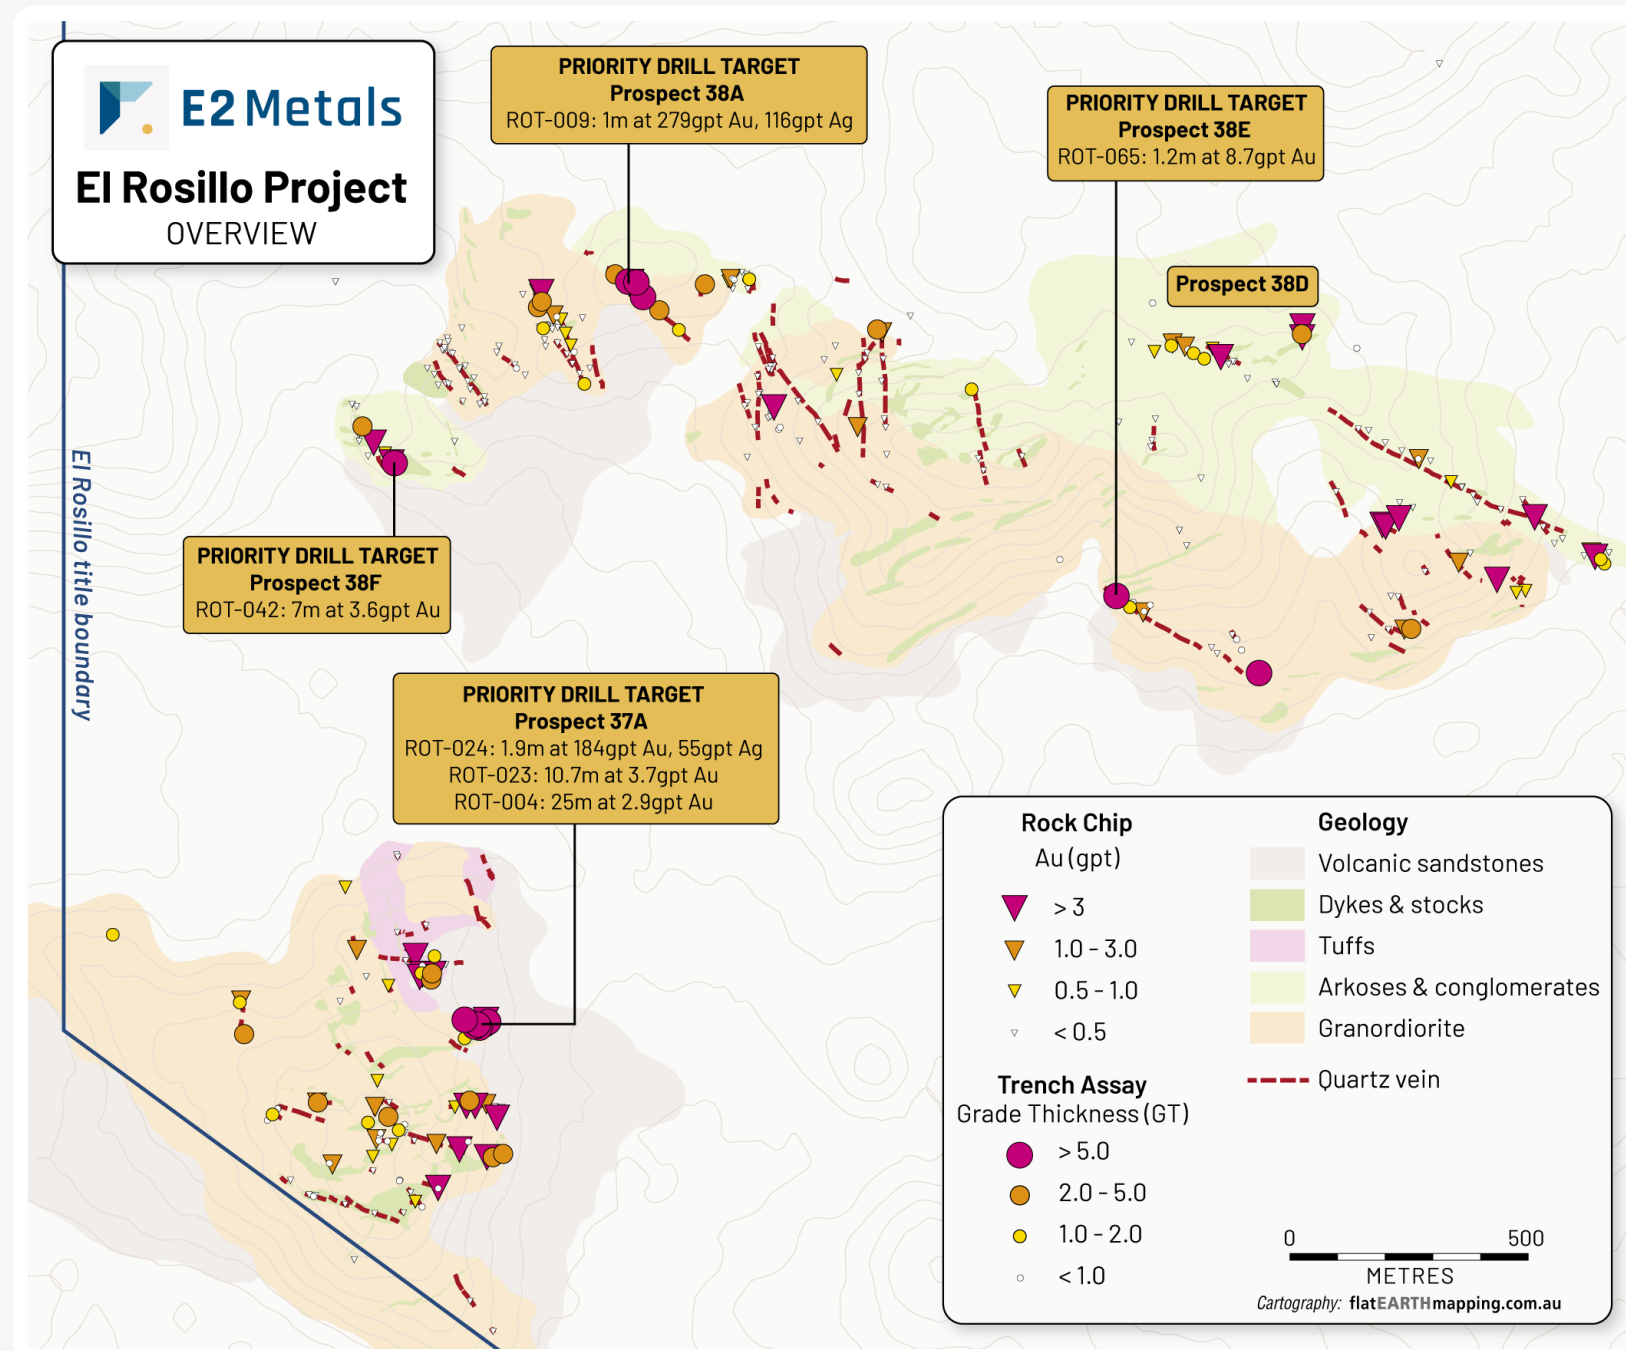 E2Metals
El Rosillo Project
OVERVIEW
PRIORITY DRILL TARGET
Prospect 38A
ROT-009: 1m at 279gpt Au, 116gpt Ag
PRIORITY DRILL TARGET
Prospect 38E
ROT-065: 1.2m at 8.7gpt Au
Prospect 38D
El Rosillo title boundary
PRIORITY DRILL TARGET
Prospect 38F
ROT-042: 7m at 3.6gpt Au
PRIORITY DRILL TARGET
Prospect 37A
ROT-024: 1.9m at 184gpt Au, 55gpt Ag
ROT-023: 10.7m at 3.7gpt Au
ROT-004: 25m at 2.9gpt Au
Rock Chip
Au (gpt)
> 3
1.0 - 3.0
0.5 - 1.0
< 0.5
Trench Assay
Grade Thickness (GT)
> 5.0
2.0 - 5.0
1.0 - 2.0
< 1.0
Geology
Volcanic sandstones
Dykes & stocks
Tuffs
Arkoses & conglomerates
Granordiorite
Quartz vein
0 500
METRES
Cartography: flatEARTHmapping.com.au